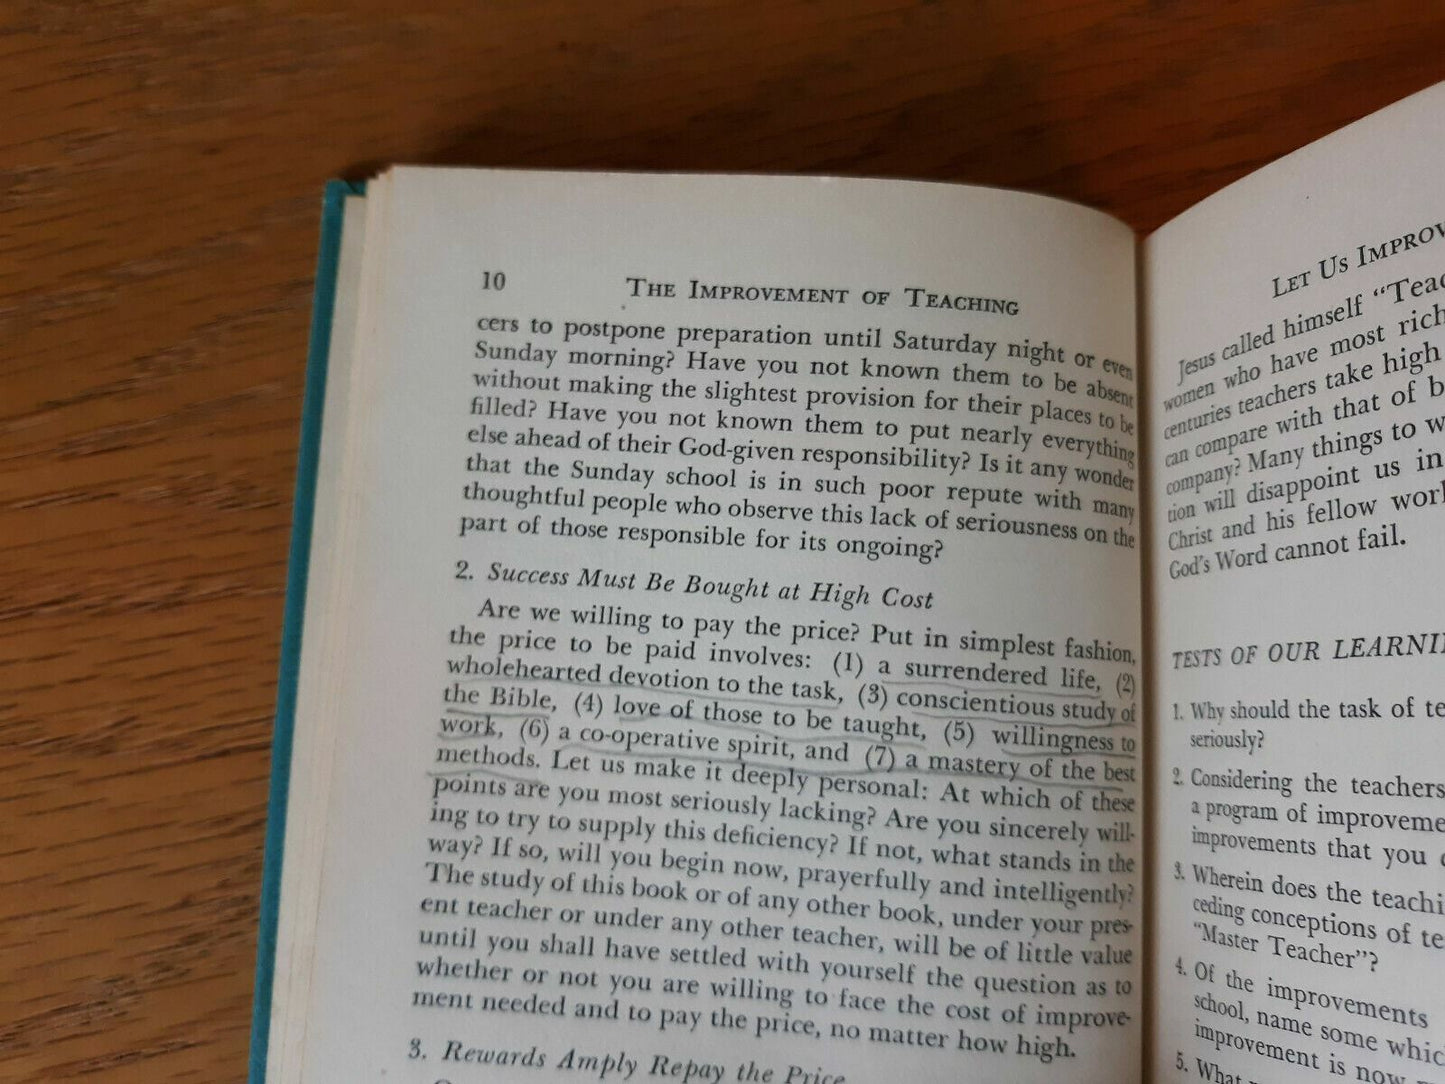 10
THE IMPROVEMENT OF TEACHING
cers to postpone preparation until Saturday night or even
Sunday morning? Have you not known them to be absent
without making the slightest provision for their places to be
filled? Have you not known them to put nearly everything
else ahead of their God-given responsibility? Is it any wonder
that the Sunday school is in such poor repute with many
thoughtful people who observe this lack of seriousness on the
part of those responsible for its ongoing?
2. Success Must Be Bought at High Cost
Are we willing to pay the price? Put in simplest fashion,
the price to be paid involves: (1) a surrendered life, (2)
wholehearted devotion to the task, (3) conscientious study of
the Bible, (4) love of those to be taught, (5) willingness to
work, (6) a co-operative spirit, and (7) a mastery of the best
methods. Let us make it deeply personal: At which of these
points are you most seriously lacking? Are you sincerely will-
ing to try to supply this deficiency? If not, what stands in the
way? If so, will you begin now, prayerfully and intelligently?
The study of this book or of any other book, under your pres-
ent teacher or under any other teacher, will be of little value
until you shall have settled with yourself the question as to
whether or not you are willing to face the cost of improve-
ment needed and to pay the price, no matter how high.
3. Rewards Amply Repay the Price
LET US IMPROV
Jesus called himself “Teac
women who have most rich
centuries teachers take high
can compare with that of b
company? Many things to w
tion will disappoint us in
Christ and his fellow work
God's Word cannot fail.
TESTS OF OUR LEARNIN
1. Why should the task of te
seriously?
2. Considering the teachers
a program of improveme
improvements that you
3. Wherein does the teachi
ceding conceptions of te
“Master Teacher”?
4. Of the improvements
school, name some whic
improvement is now
5. What